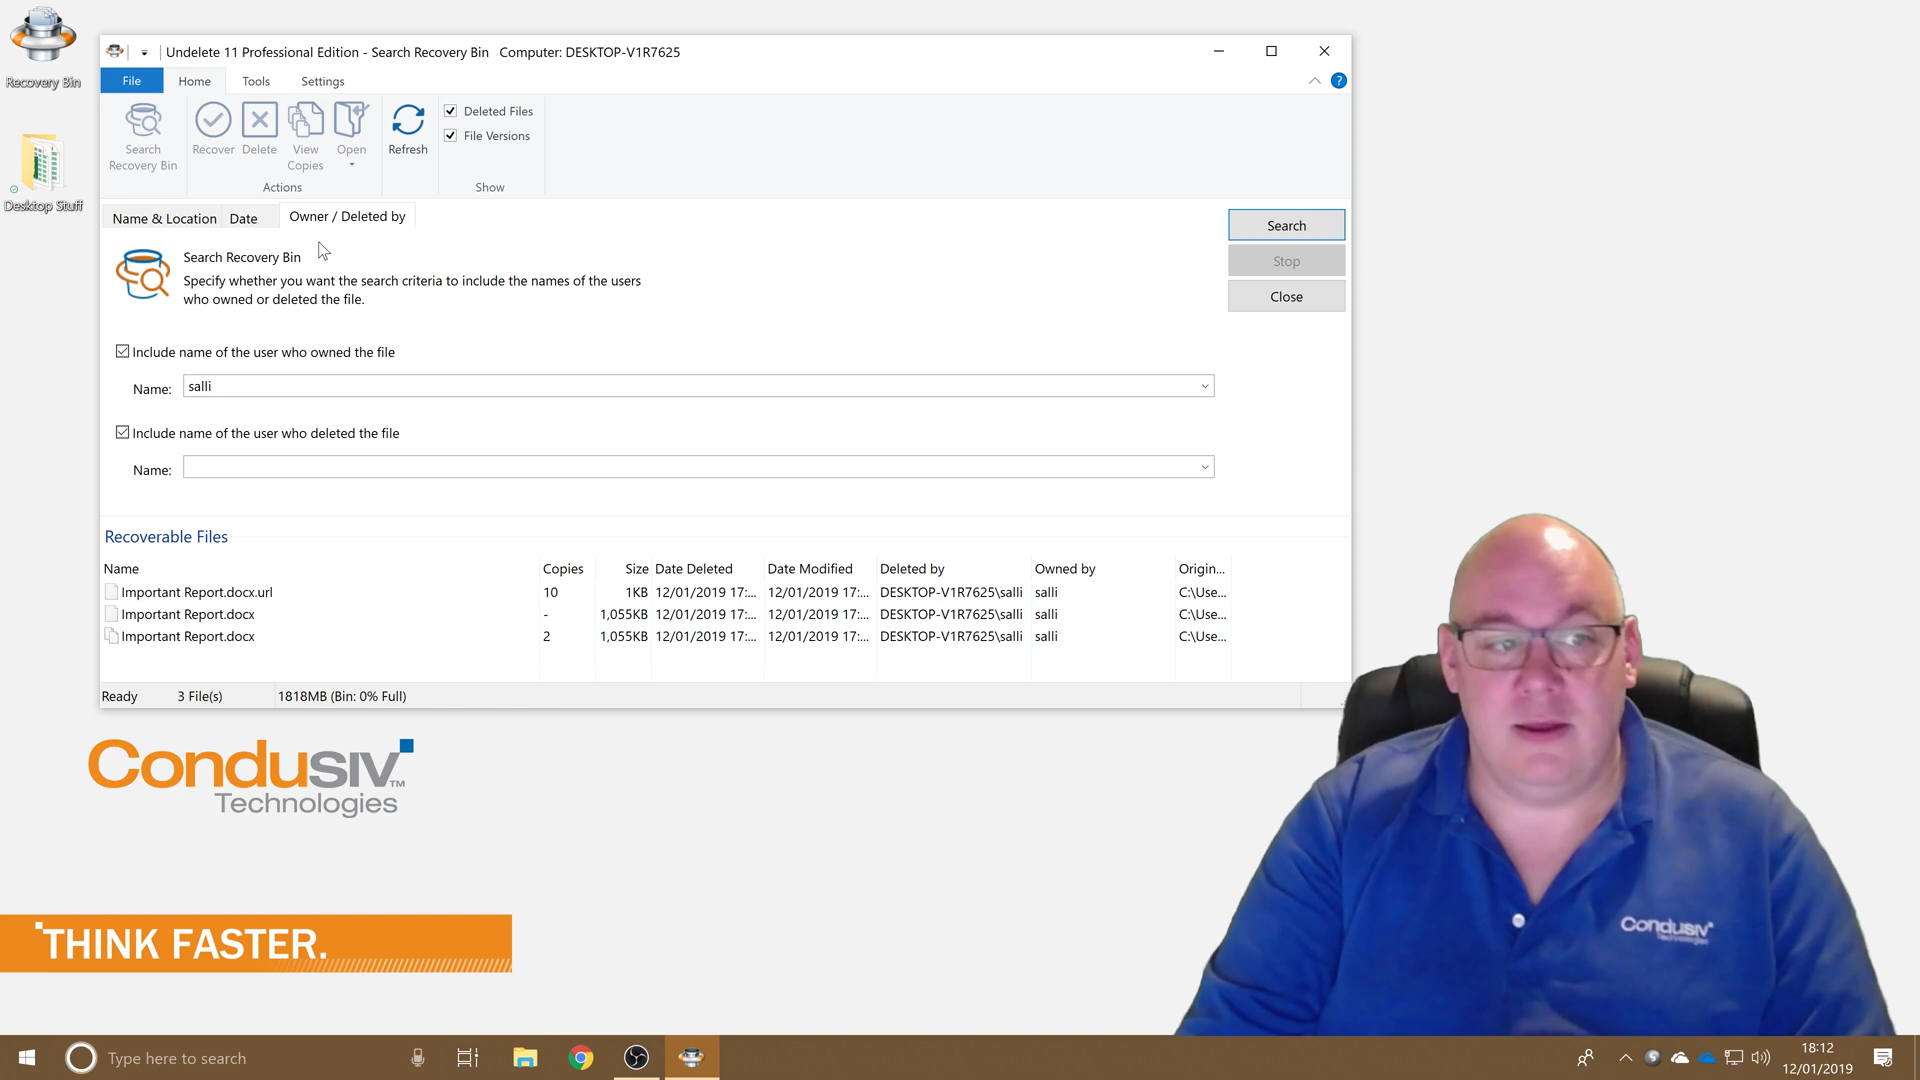 Recovery Bin
Desktop Stuff
Undelete 11 Professional Edition - Search Recovery Bin   Computer: DESKTOP-V1R7625
File   Home   Tools   Settings
?
Search Recovery Bin
Recover
Delete
View Copies
Open
Actions
Refresh
Deleted Files
File Versions
Show
Name & Location   Date   Owner / Deleted by
Search
Stop
Close
Search Recovery Bin
Specify whether you want the search criteria to include the names of the users
who owned or deleted the file.
Include name of the user who owned the file
Name: salli
Include name of the user who deleted the file
Name:
Recoverable Files
Name   Copies   Size   Date Deleted   Date Modified   Deleted by   Owned by   Origin...
Important Report.docx.url   10   1KB   12/01/2019 17:...   12/01/2019 17:...   DESKTOP-V1R7625\salli   salli   C:\Use...
Important Report.docx   -   1,055KB   12/01/2019 17:...   12/01/2019 17:...   DESKTOP-V1R7625\salli   salli   C:\Use...
Important Report.docx   2   1,055KB   12/01/2019 17:...   12/01/2019 17:...   DESKTOP-V1R7625\salli   salli   C:\Use...
Ready   3 File(s)   1818MB (Bin: 0% Full)
Condusiv™
Technologies
THINK FASTER.
Condusiv
Technologies
Type here to search
18:12
12/01/2019